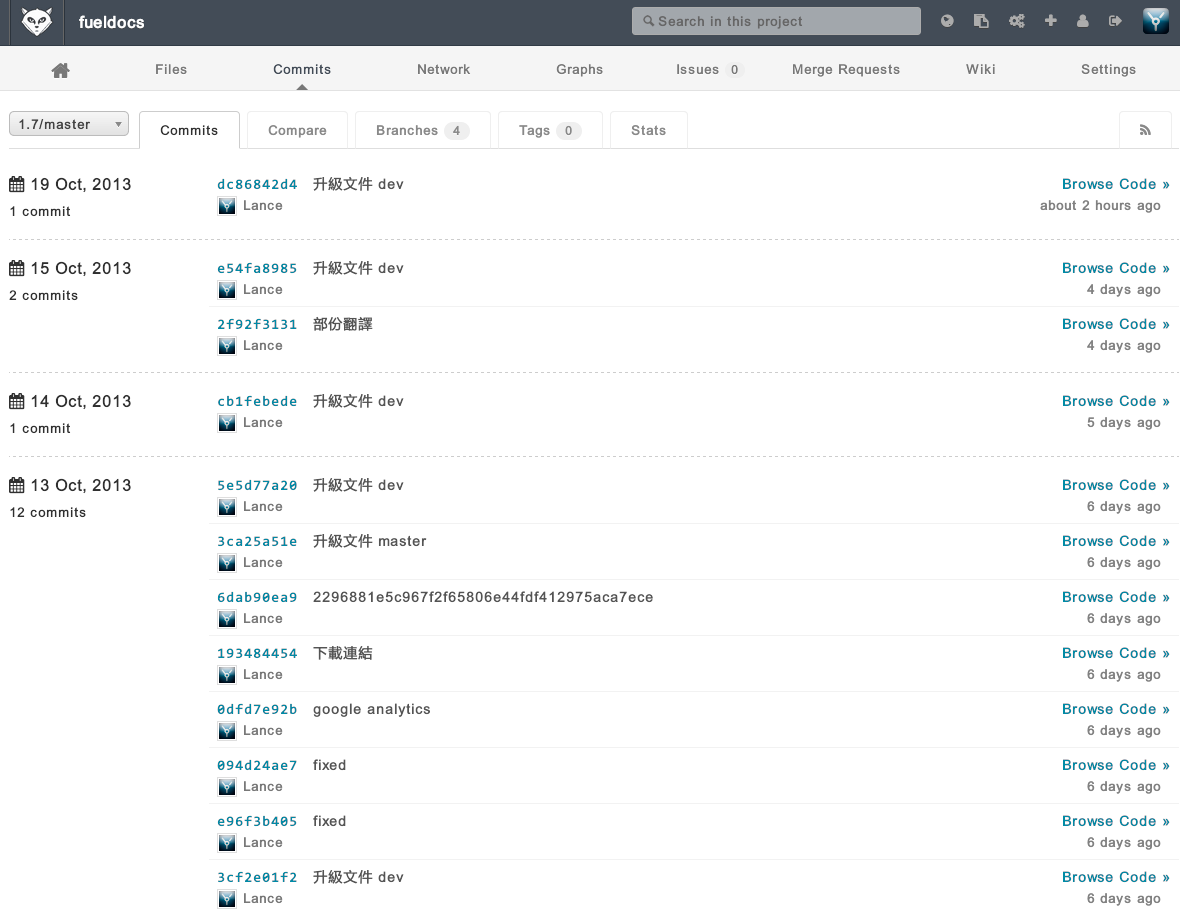 fueldocs
Search in this project
Files
Commits
Network
Graphs
Issues 0
Merge Requests
Wiki
Settings
1.7/master
Commits
Compare
Branches 4
Tags 0
Stats
19 Oct, 2013
1 commit
dc86842d4 升級文件 dev
Browse Code »
Lance
about 2 hours ago
15 Oct, 2013
2 commits
e54fa8985 升級文件 dev
Browse Code »
Lance
4 days ago
2f92f3131 部份翻譯
Browse Code »
Lance
4 days ago
14 Oct, 2013
1 commit
cb1febede 升級文件 dev
Browse Code »
Lance
5 days ago
13 Oct, 2013
12 commits
5e5d77a20 升級文件 dev
Browse Code »
Lance
6 days ago
3ca25a51e 升級文件 master
Browse Code »
Lance
6 days ago
6dab90ea9 2296881e5c967f2f65806e44fdf412975aca7ece
Browse Code »
Lance
6 days ago
193484454 下載連結
Browse Code »
Lance
6 days ago
0dfd7e92b google analytics
Browse Code »
Lance
6 days ago
094d24ae7 fixed
Browse Code »
Lance
6 days ago
e96f3b405 fixed
Browse Code »
Lance
6 days ago
3cf2e01f2 升級文件 dev
Browse Code »
Lance
6 days ago